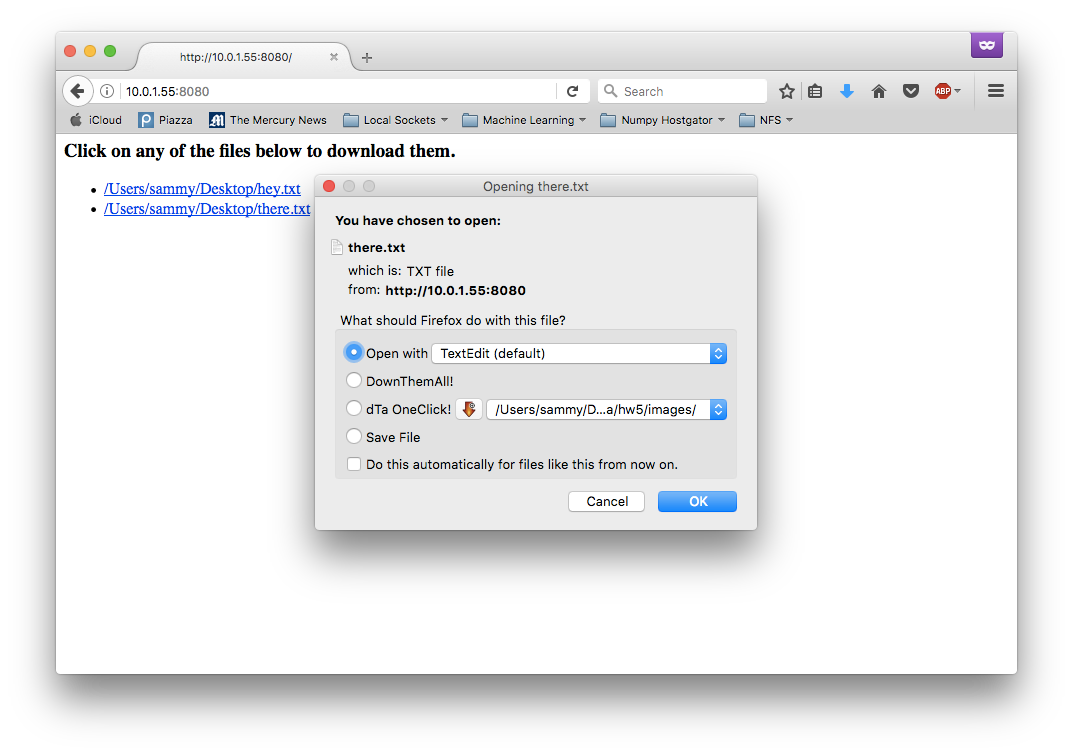 http://10.0.1.55:8080/
10.0.1.55:8080
Search
ABP
iCloud
Piazza
The Mercury News
Local Sockets
Machine Learning
Numpy Hostgator
NFS
Click on any of the files below to download them.
/Users/sammy/Desktop/hey.txt
/Users/sammy/Desktop/there.txt
Opening there.txt
You have chosen to open:
there.txt
which is: TXT file
from: http://10.0.1.55:8080
What should Firefox do with this file?
Open with TextEdit (default)
DownThemAll!
dTa OneClick! /Users/sammy/D...a/hw5/images/
Save File
Do this automatically for files like this from now on.
Cancel OK